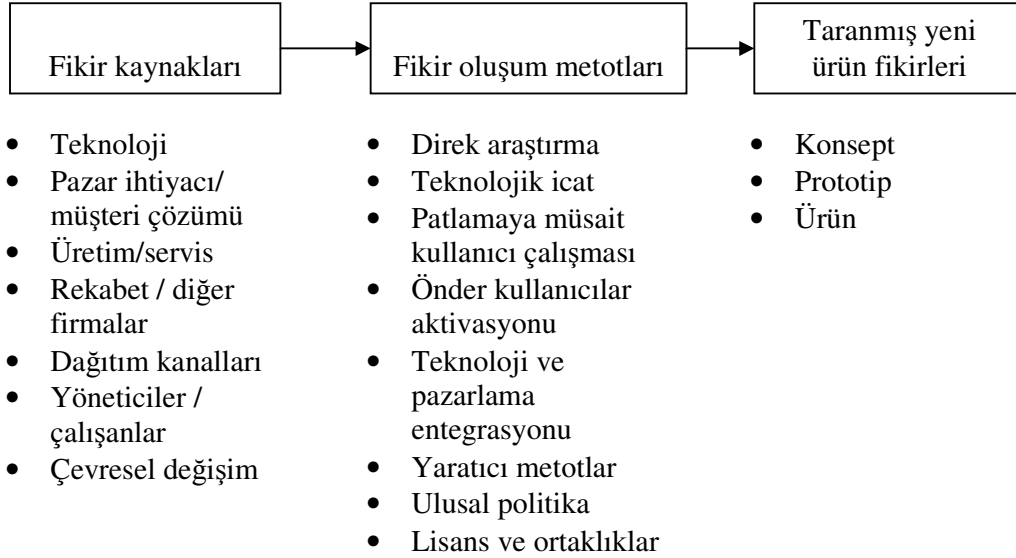 Fikir kaynakları
Fikir oluşum metotları
Taranmış yeni
ürün fikirleri
• Teknoloji
• Pazar ihtiyacı/
müşteri çözümü
• Üretim/servis
• Rekabet / diğer
firmalar
• Dağıtım kanalları
• Yöneticiler /
çalışanlar
• Çevresel değişim
• Direk araştırma
• Teknolojik icat
• Patlamaya müsait
kullanıcı çalışması
• Önder kullanıcılar
aktivasyonu
• Teknoloji ve
pazarlama
entegrasyonu
• Yaratıcı metotlar
• Ulusal politika
• Lisans ve ortaklıklar
• Konsept
• Prototip
• Ürün